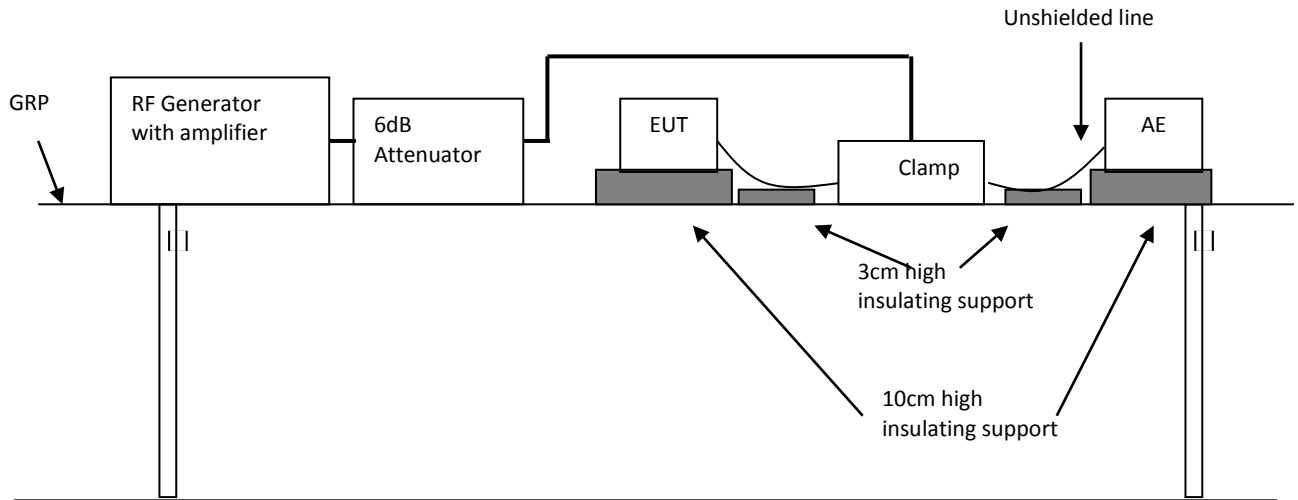 Unshielded line
GRP
RF Generator
with amplifier
6dB
Attenuator
EUT
Clamp
AE
3cm high
insulating support
10cm high
insulating support